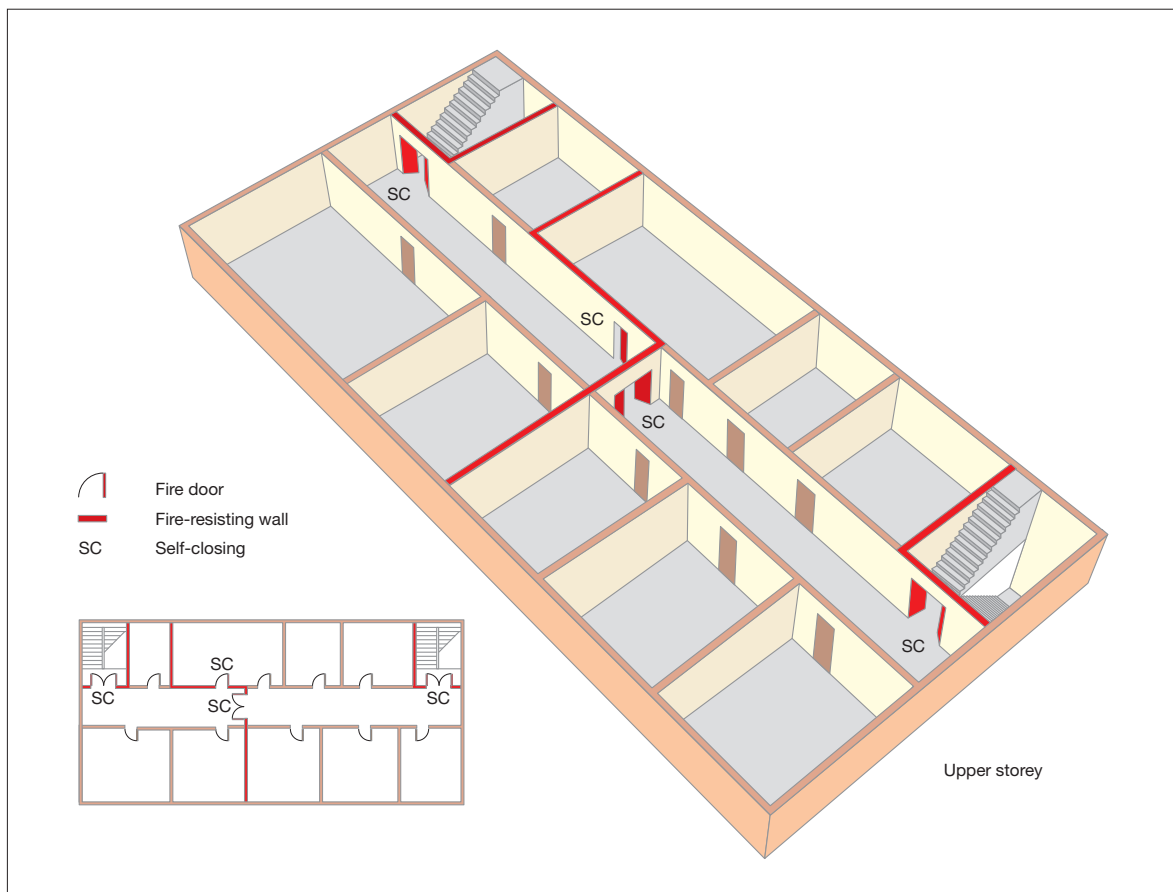 SC
SC
SC
SC
Fire door
Fire-resisting wall
SC Self-closing
SC
SC
SC
SC
Upper storey